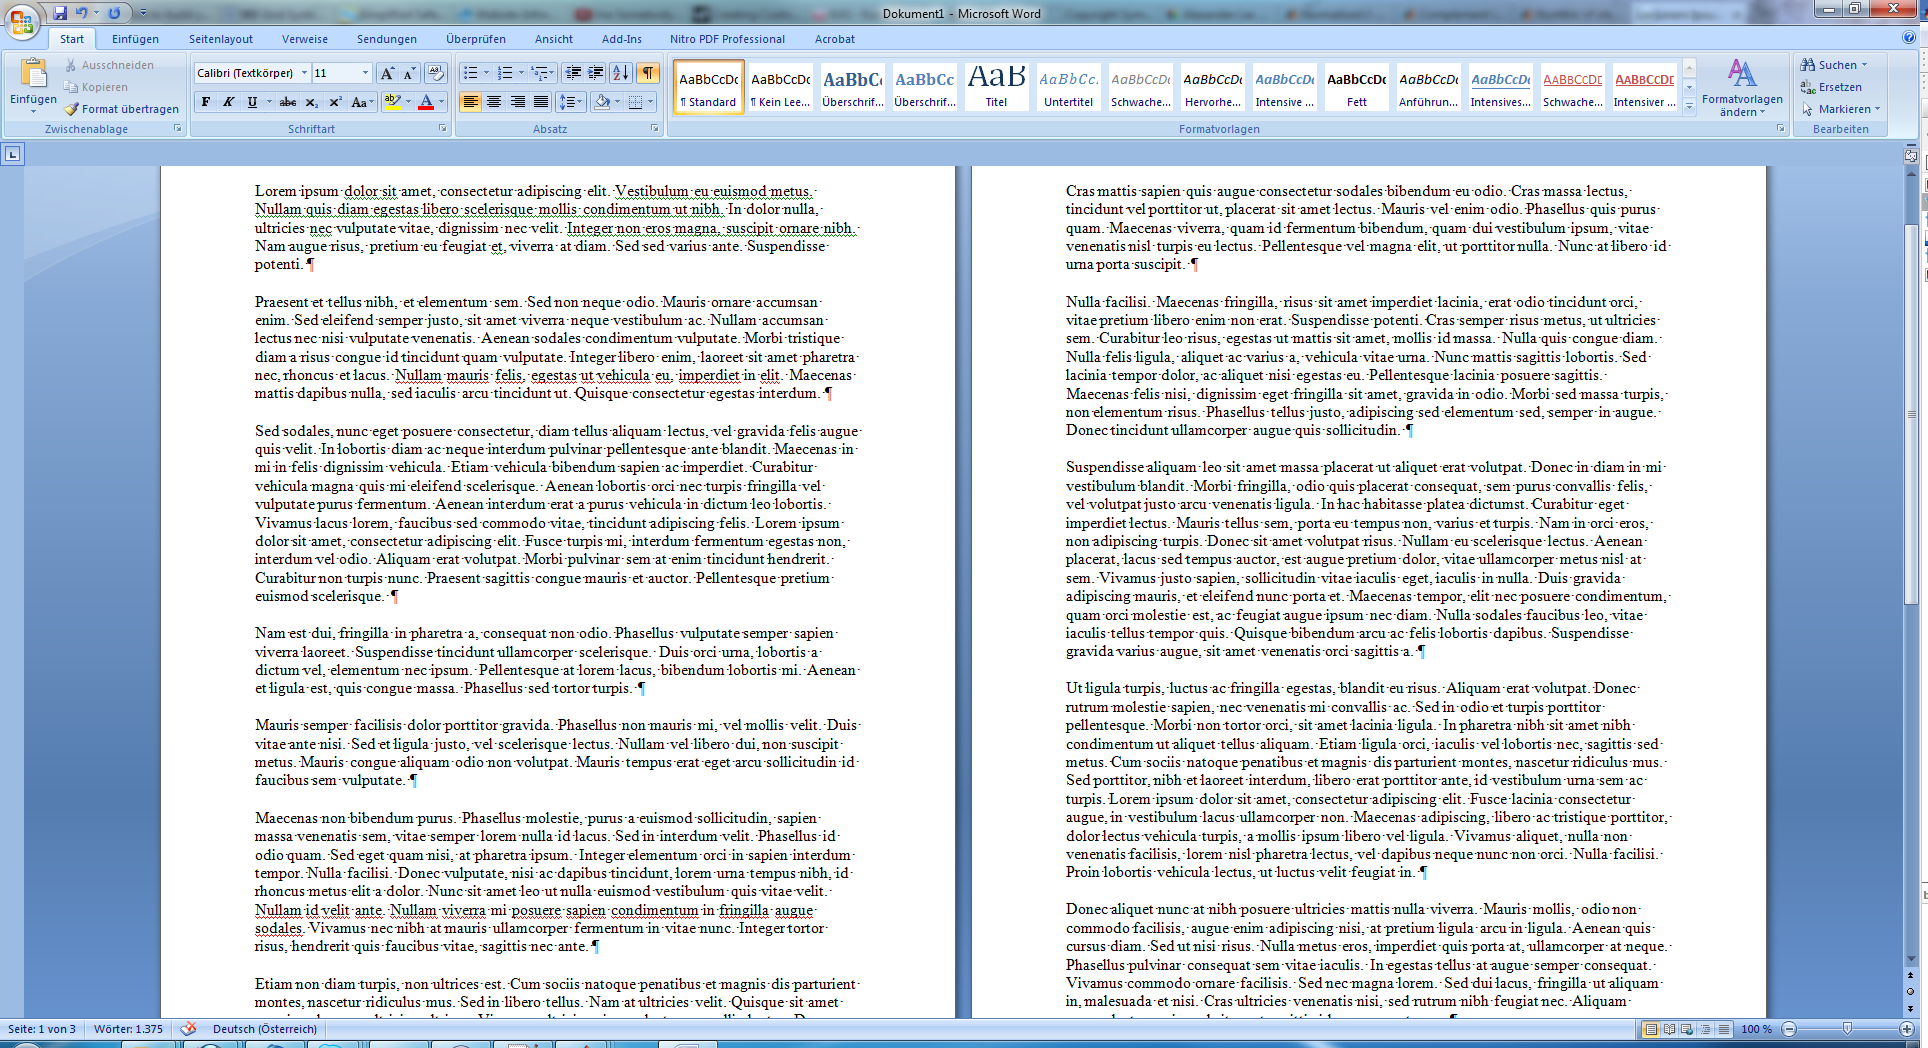 Dokument1 - Microsoft Word
Start Einfügen Seitenlayout Verweise Sendungen Überprüfen Ansicht Add-Ins Nitro PDF Professional Acrobat
Einfügen
Ausschneiden
Kopieren
Format übertragen
Zwischenablage
Calibri (Textkörper) 11
F K U abc x₂ x² Aa
Schriftart
Absatz
AaBbCcDc AaBbCcDc AaBbC AaBbCc AaB AaBbCc. AaBbCcDc AaBbCcDc AaBbCcDc AaBbCcDc AaBbCcDc AaBbCcDc AABBCCDD AABBCCDD
¶ Standard ¶ Kein Lee... Überschrif... Überschrif... Titel Untertitel Schwache... Hervorhe... Intensive ... Fett Anführun... Intensives... Schwache... Intensiver ...
Formatvorlagen
Formatvorlagen
ändern
Suchen
Ersetzen
Markieren
Bearbeiten
Lorem ipsum dolor sit amet, consectetur adipiscing elit. Vestibulum eu euismod metus.
Nullam quis diam egestas libero scelerisque mollis condimentum ut nibh. In dolor nulla,
ultricies nec vulputate vitae, dignissim nec velit. Integer non eros magna, suscipit ornare nibh.
Nam augue risus, pretium eu feugiat et, viverra at diam. Sed sed varius ante. Suspendisse
potenti. ¶
Praesent et tellus nibh, et elementum sem. Sed non neque odio. Mauris ornare accumsan
enim. Sed eleifend semper justo, sit amet viverra neque vestibulum ac. Nullam accumsan
lectus nec nisi vulputate venenatis. Aenean sodales condimentum vulputate. Morbi tristique
diam a risus congue id tincidunt quam vulputate. Integer libero enim, laoreet sit amet pharetra
nec, rhoncus et lacus. Nullam mauris felis, egestas ut vehicula eu, imperdiet in elit. Maecenas
mattis dapibus nulla, sed iaculis arcu tincidunt ut. Quisque consectetur egestas interdum. ¶
Sed sodales, nunc eget posuere consectetur, diam tellus aliquam lectus, vel gravida felis augue
quis velit. In lobortis diam ac neque interdum pulvinar pellentesque ante blandit. Maecenas in
mi in felis dignissim vehicula. Etiam vehicula bibendum sapien ac imperdiet. Curabitur
vehicula magna quis mi eleifend scelerisque. Aenean lobortis orci nec turpis fringilla vel
vulputate purus fermentum. Aenean interdum erat a purus vehicula in dictum leo lobortis.
Vivamus lacus lorem, faucibus sed commodo vitae, tincidunt adipiscing felis. Lorem ipsum
dolor sit amet, consectetur adipiscing elit. Fusce turpis mi, interdum fermentum egestas non,
interdum vel odio. Aliquam erat volutpat. Morbi pulvinar sem at enim tincidunt hendrerit.
Curabitur non turpis nunc. Praesent sagittis congue mauris et auctor. Pellentesque pretium
euismod scelerisque. ¶
Nam est dui, fringilla in pharetra a, consequat non odio. Phasellus vulputate semper sapien
viverra laoreet. Suspendisse tincidunt ullamcorper scelerisque. Duis orci urna, lobortis a
dictum vel, elementum nec ipsum. Pellentesque at lorem lacus, bibendum lobortis mi. Aenean
et ligula est, quis congue massa. Phasellus sed tortor turpis. ¶
Mauris semper facilisis dolor porttitor gravida. Phasellus non mauris mi, vel mollis velit. Duis
vitae ante nisi. Sed et ligula justo, vel scelerisque lectus. Nullam vel libero dui, non suscipit
metus. Mauris congue aliquam odio non volutpat. Mauris tempus erat eget arcu sollicitudin id
faucibus sem vulputate. ¶
Maecenas non bibendum purus. Phasellus molestie, purus a euismod sollicitudin, sapien
massa venenatis sem, vitae semper lorem nulla id lacus. Sed in interdum velit. Phasellus id
odio quam. Sed eget quam nisi, at pharetra ipsum. Integer elementum orci in sapien interdum
tempor. Nulla facilisi. Donec vulputate, nisi ac dapibus tincidunt, lorem urna tempus nibh, id
rhoncus metus elit a dolor. Nunc sit amet leo ut nulla euismod vestibulum quis vitae velit.
Nullam id velit ante. Nullam viverra mi posuere sapien condimentum in fringilla augue
sodales. Vivamus nec nibh at mauris ullamcorper fermentum in vitae nunc. Integer tortor
risus, hendrerit quis faucibus vitae, sagittis nec ante. ¶
Etiam non diam turpis, non ultrices est. Cum sociis natoque penatibus et magnis dis parturient
montes, nascetur ridiculus mus. Sed in libero tellus. Nam at ultricies velit. Quisque sit amet
Cras mattis sapien quis augue consectetur sodales bibendum eu odio. Cras massa lectus,
tincidunt vel porttitor ut, placerat sit amet lectus. Mauris vel enim odio. Phasellus quis purus
quam. Maecenas viverra, quam id fermentum bibendum, quam dui vestibulum ipsum, vitae
venenatis nisl turpis eu lectus. Pellentesque vel magna elit, ut porttitor nulla. Nunc at libero id
urna porta suscipit. ¶
Nulla facilisi. Maecenas fringilla, risus sit amet imperdiet lacinia, erat odio tincidunt orci,
vitae pretium libero enim non erat. Suspendisse potenti. Cras semper risus metus, ut ultricies
sem. Curabitur leo risus, egestas ut mattis sit amet, mollis id massa. Nulla quis congue diam.
Nulla felis ligula, aliquet ac varius a, vehicula vitae urna. Nunc mattis sagittis lobortis. Sed
lacinia tempor dolor, ac aliquet nisi egestas eu. Pellentesque lacinia posuere sagittis.
Maecenas felis nisi, dignissim eget fringilla sit amet, gravida in odio. Morbi sed massa turpis,
non elementum risus. Phasellus tellus justo, adipiscing sed elementum sed, semper in augue.
Donec tincidunt ullamcorper augue quis sollicitudin. ¶
Suspendisse aliquam leo sit amet massa placerat ut aliquet erat volutpat. Donec in diam in mi
vestibulum blandit. Morbi fringilla, odio quis placerat consequat, sem purus convallis felis,
vel volutpat justo arcu venenatis ligula. In hac habitasse platea dictumst. Curabitur eget
imperdiet lectus. Mauris tellus sem, porta eu tempus non, varius et turpis. Nam in orci eros,
non adipiscing turpis. Donec sit amet volutpat risus. Nullam eu scelerisque lectus. Aenean
placerat, lacus sed tempus auctor, est augue pretium dolor, vitae ullamcorper metus nisl at
sem. Vivamus justo sapien, sollicitudin vitae iaculis eget, iaculis in nulla. Duis gravida
adipiscing mauris, et eleifend nunc porta et. Maecenas tempor, elit nec posuere condimentum,
quam orci molestie est, ac feugiat augue ipsum nec diam. Nulla sodales faucibus leo, vitae
iaculis tellus tempor quis. Quisque bibendum arcu ac felis lobortis dapibus. Suspendisse
gravida varius augue, sit amet venenatis orci sagittis a. ¶
Ut ligula turpis, luctus ac fringilla egestas, blandit eu risus. Aliquam erat volutpat. Donec
rutrum molestie sapien, nec venenatis mi convallis ac. Sed in odio et turpis porttitor
pellentesque. Morbi non tortor orci, sit amet lacinia ligula. In pharetra nibh sit amet nibh
condimentum ut aliquet tellus aliquam. Etiam ligula orci, iaculis vel lobortis nec, sagittis sed
metus. Cum sociis natoque penatibus et magnis dis parturient montes, nascetur ridiculus mus.
Sed porttitor, nibh et laoreet interdum, libero erat porttitor ante, id vestibulum urna sem ac
turpis. Lorem ipsum dolor sit amet, consectetur adipiscing elit. Fusce lacinia consectetur
augue, in vestibulum lacus ullamcorper non. Maecenas adipiscing, libero ac tristique porttitor,
dolor lectus vehicula turpis, a mollis ipsum libero vel ligula. Vivamus aliquet, nulla non
venenatis facilisis, lorem nisl pharetra lectus, vel dapibus neque nunc non orci. Nulla facilisi.
Proin lobortis vehicula lectus, ut luctus velit feugiat in. ¶
Donec aliquet nunc at nibh posuere ultricies mattis nulla viverra. Mauris mollis, odio non
commodo facilisis, augue enim adipiscing nisi, at pretium ligula arcu in ligula. Aenean quis
cursus diam. Sed ut nisi risus. Nulla metus eros, imperdiet quis porta at, ullamcorper at neque.
Phasellus pulvinar consequat sem vitae iaculis. In egestas tellus at augue semper consequat.
Vivamus commodo ornare facilisis. Sed nec magna lorem. Sed dui lacus, fringilla ut aliquam
in, malesuada et nisi. Cras ultricies venenatis nisi, sed rutrum nibh feugiat nec. Aliquam
Seite: 1 von 3 Wörter: 1.375 Deutsch (Österreich) 100 %